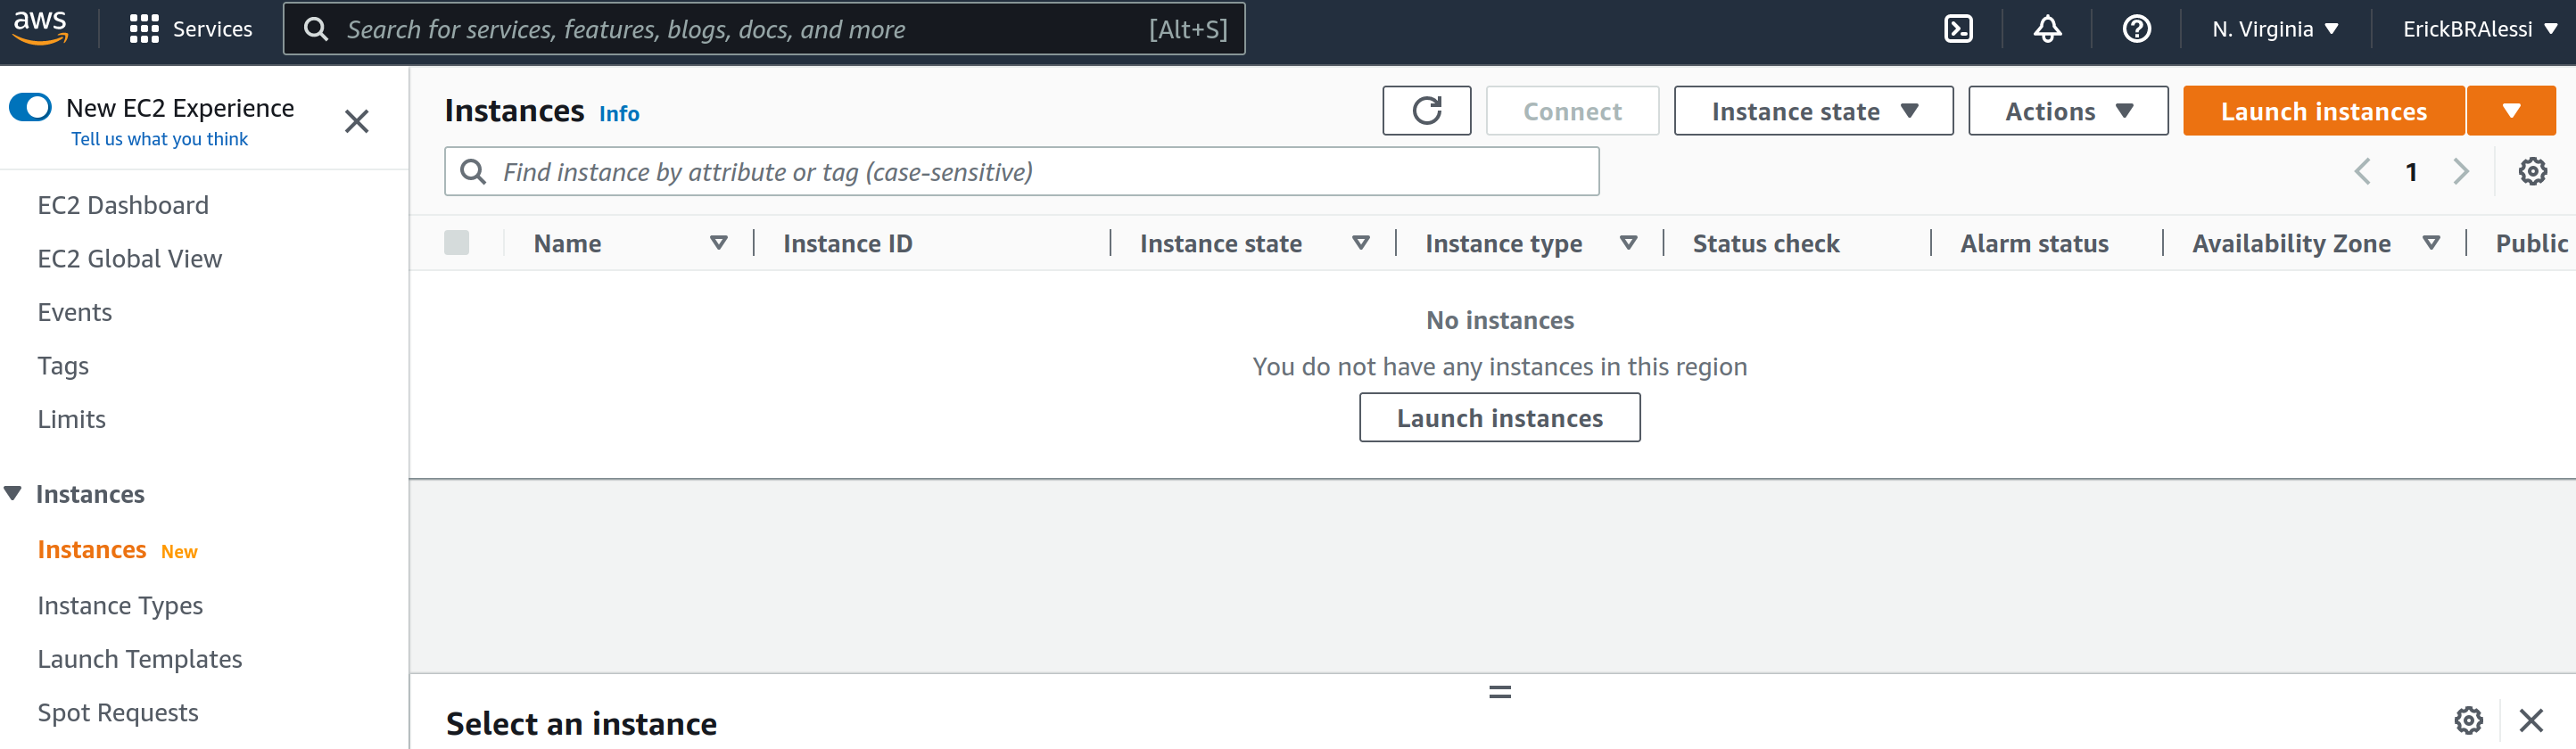 aws
Services
Search for services, features, blogs, docs, and more [Alt+S]
N. Virginia
ErickBRAlessi
New EC2 Experience
Tell us what you think
EC2 Dashboard
EC2 Global View
Events
Tags
Limits
Instances
Instances New
Instance Types
Launch Templates
Spot Requests
Instances Info
Connect
Instance state
Actions
Launch instances
Find instance by attribute or tag (case-sensitive)
1
Name Instance ID Instance state Instance type Status check Alarm status Availability Zone Public
No instances
You do not have any instances in this region
Launch instances
Select an instance